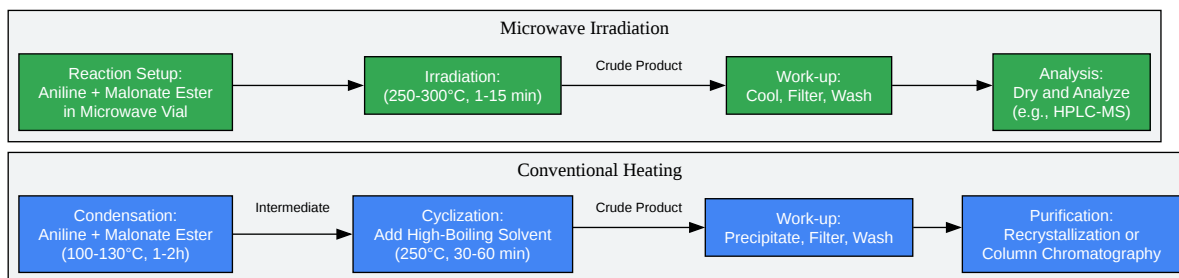 Microwave Irradiation
Reaction Setup:
Aniline + Malonate Ester
in Microwave Vial
Irradiation:
(250-300°C, 1-15 min)
Crude Product
Work-up:
Cool, Filter, Wash
Analysis:
Dry and Analyze
(e.g., HPLC-MS)
Conventional Heating
Condensation:
Aniline + Malonate Ester
(100-130°C, 1-2h)
Intermediate
Cyclization:
Add High-Boiling Solvent
(250°C, 30-60 min)
Crude Product
Work-up:
Precipitate, Filter, Wash
Purification:
Recrystallization or
Column Chromatography